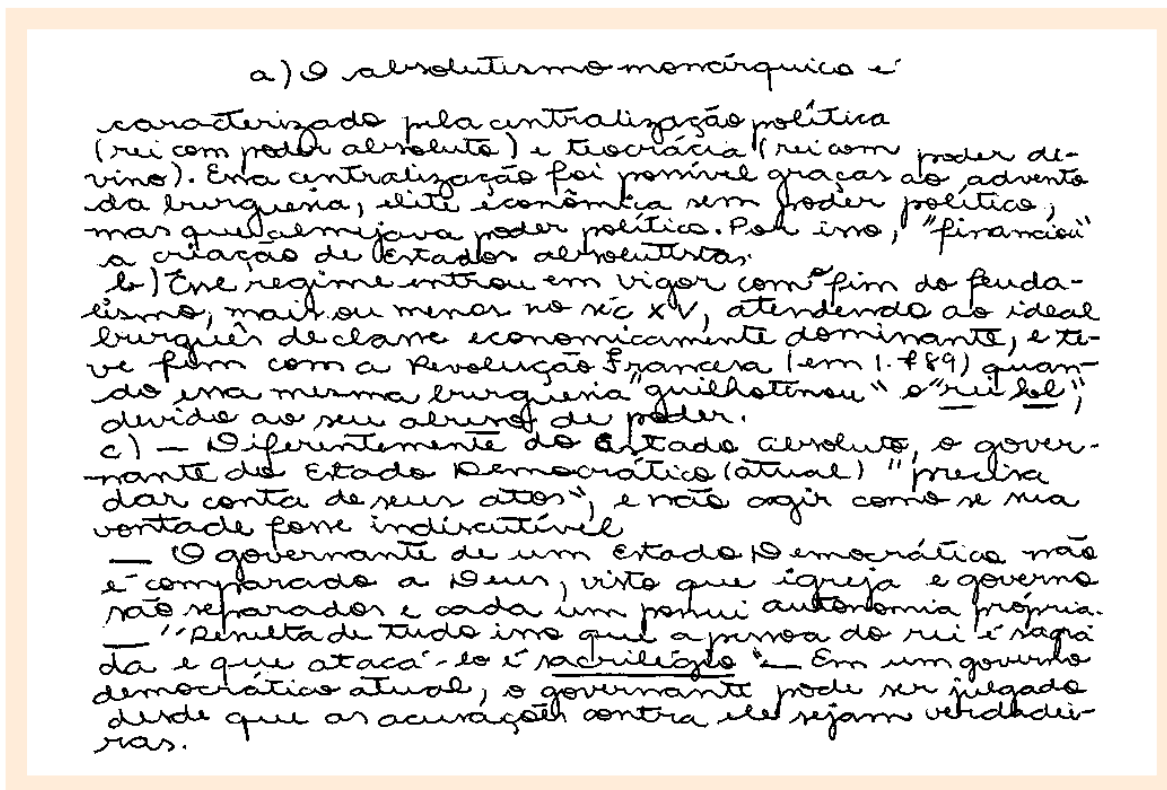 a) O absolutismo monárquico é
caracterizado pela centralização política
(rei com poder absoluto) e teocrácia (rei com poder di-
vino). Essa centralização foi possível graças ao advento
da burguesia, elite econômica sem poder político,
mas que almejava poder político. Por isso, "financiou"
a criação de Estados absolutistas.
b) Esse regime entrou em vigor com o fim do feuda-
lismo, mais ou menos no séc XV, atendendo ao ideal
burguês de classe economicamente dominante, e te-
ve fim com a Revolução Francesa (em 1.789) quan-
do essa mesma burguesia "guilhotinou" o "rei sol",
devido ao seu abuso de poder.
c) — Diferentemente do Estado absoluto, o gover-
nante do Estado Democrático (atual) "precisa
dar conta de seus atos", e não agir como se sua
vontade fosse indiscutível
— O governante de um Estado Democrático não
é comparado a Deus, visto que igreja e governo
são separados e cada um possui autonomia própria.
— "Resulta de tudo isso que a pessoa do rei é sagra
da e que atacá-lo é sacrilégio" — Em um governo
democrático atual, o governante pode ser julgado
desde que as acusações contra ele sejam verdadei-
ras.